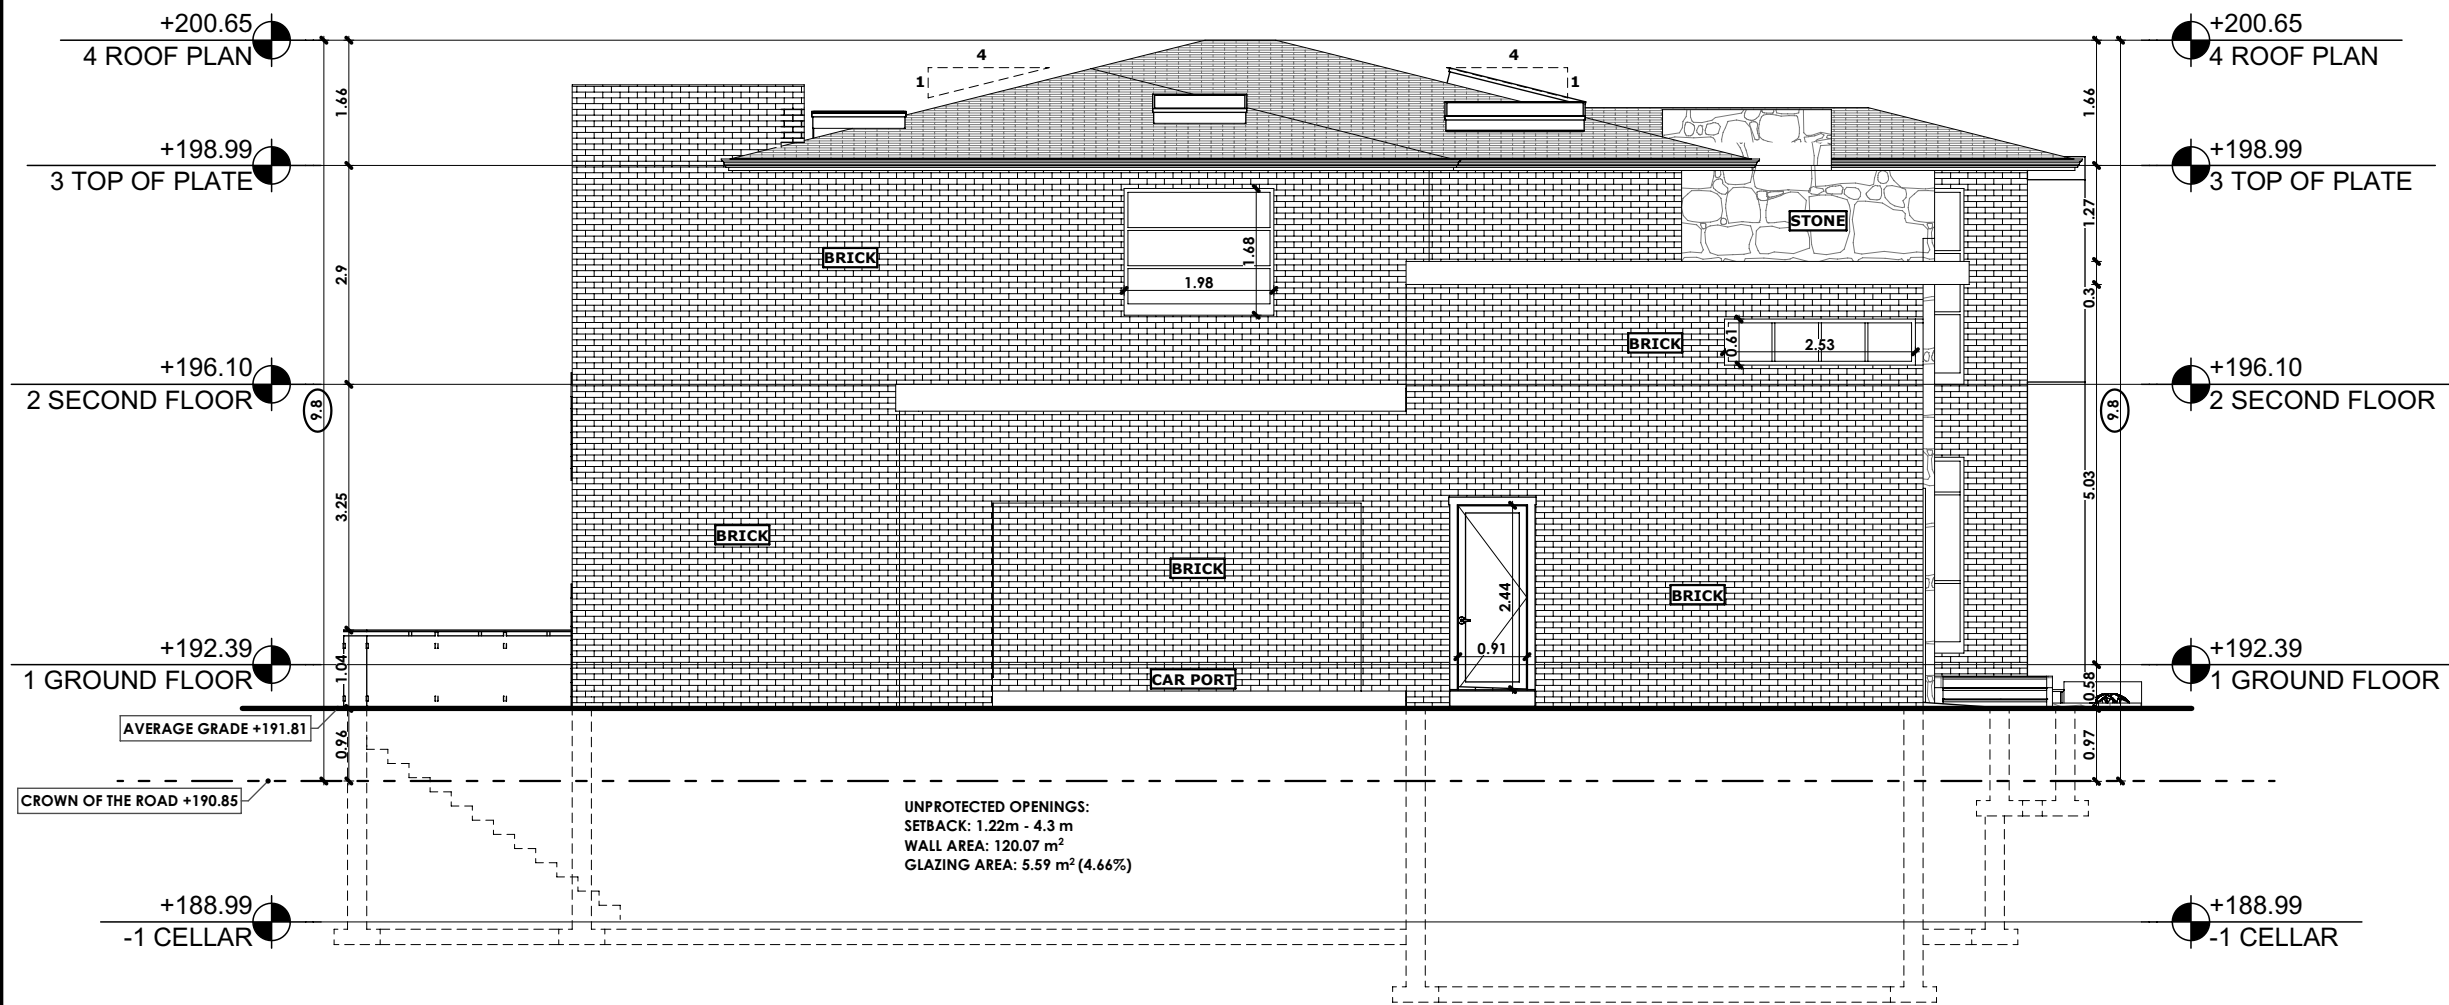 +200.65
4 ROOF PLAN
+200.65
4 ROOF PLAN
4
1
4
1
1.66
1.66
+198.99
3 TOP OF PLATE
+198.99
3 TOP OF PLATE
STONE
1.27
BRICK
1.68
1.98
2.9
0.3
BRICK
0.61
2.53
+196.10
2 SECOND FLOOR
9.8
+196.10
2 SECOND FLOOR
9.8
3.25
5.03
BRICK
BRICK
BRICK
2.44
0.91
+192.39
1 GROUND FLOOR
1.04
CAR PORT
+192.39
1 GROUND FLOOR
0.58
AVERAGE GRADE +191.81
0.96
0.97
CROWN OF THE ROAD +190.85
UNPROTECTED OPENINGS:
SETBACK: 1.22m - 4.3 m
WALL AREA: 120.07 m²
GLAZING AREA: 5.59 m² (4.66%)
+188.99
-1 CELLAR
+188.99
-1 CELLAR